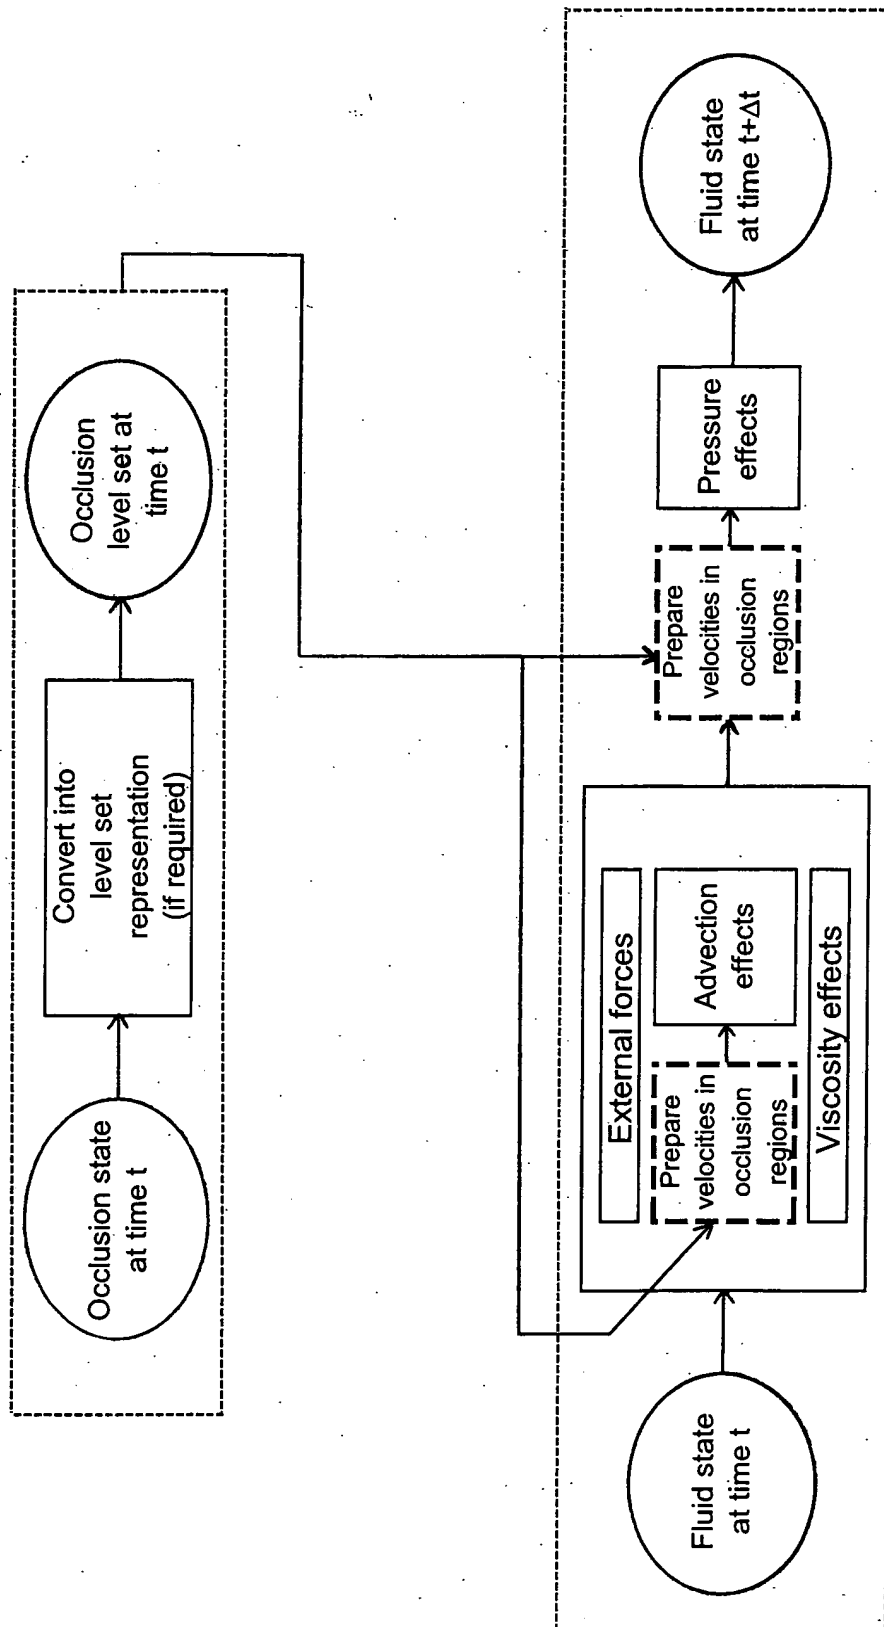 Occlusion state
at time t
Convert into
level set
representation
(if required)
Occlusion
level set at
time t
Fluid state
at time t
External forces
Prepare
velocities in
occlusion
regions
Advection
effects
Viscosity effects
Prepare
velocities in
occlusion
regions
Pressure
effects
Fluid state
at time t+Δt